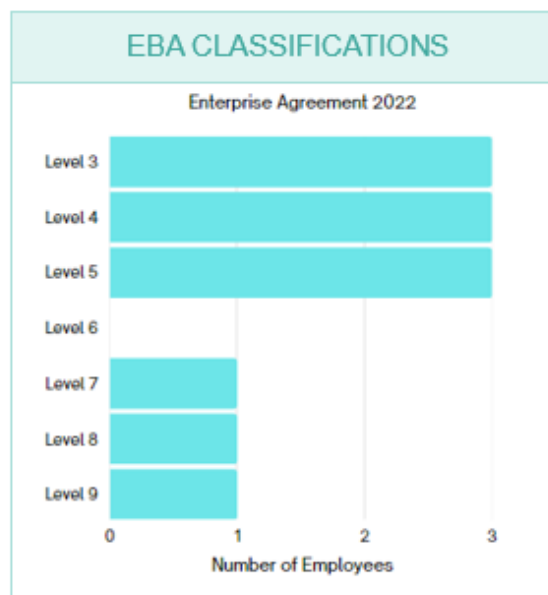 EBA CLASSIFICATIONS
Enterprise Agreement 2022
Level 3
Level 4
Level 5
Level 6
Level 7
Level 8
Level 9
0 1 2 3
Number of Employees